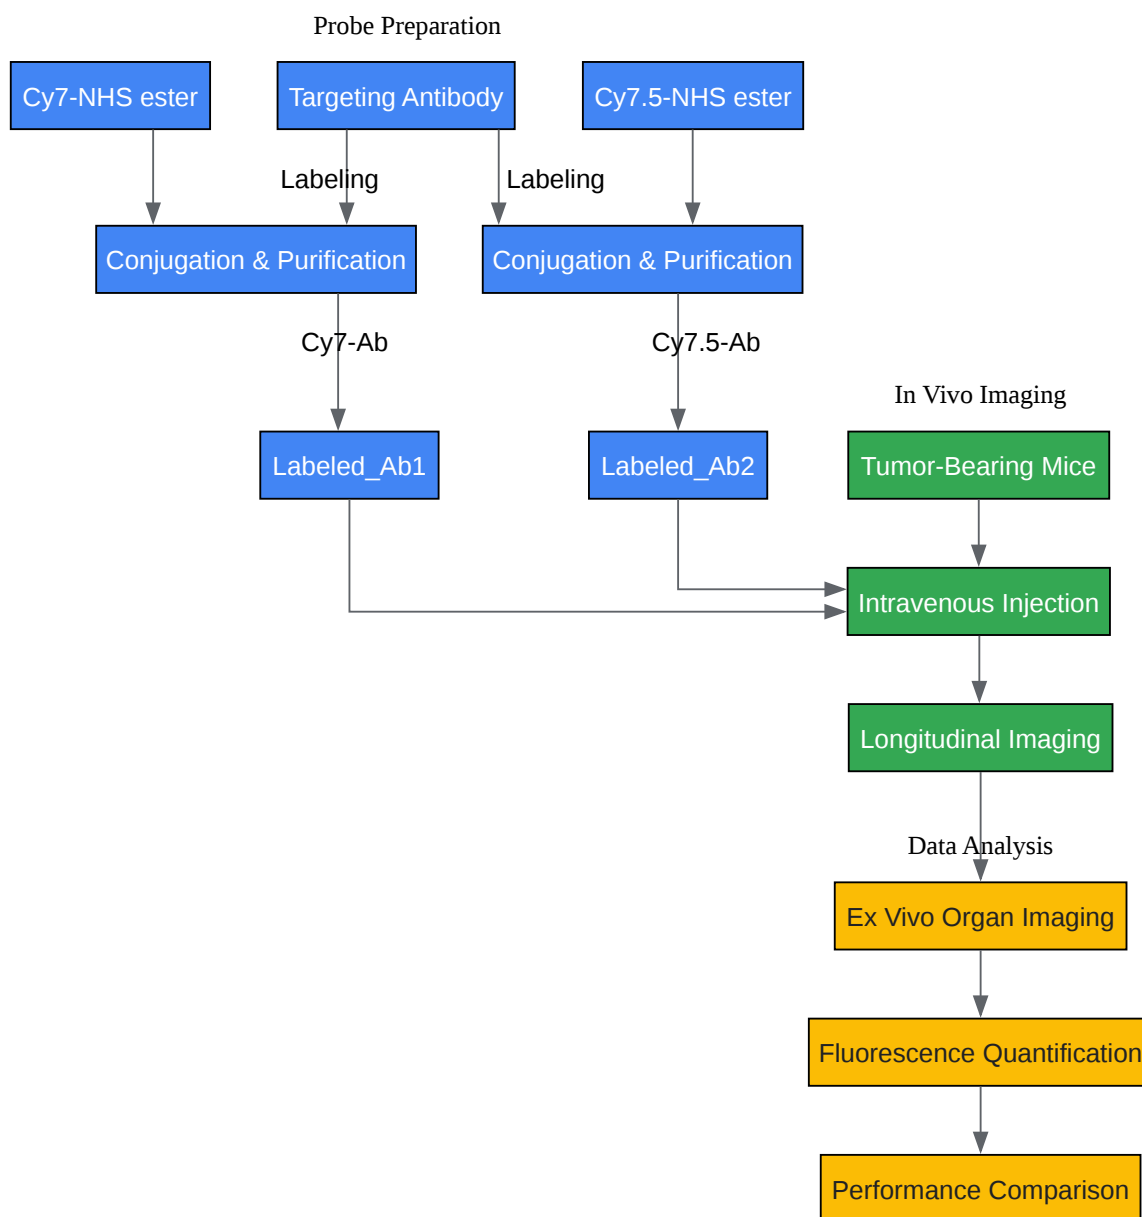 Probe Preparation
Cy7-NHS ester
Targeting Antibody
Cy7.5-NHS ester
Labeling
Labeling
Conjugation & Purification
Conjugation & Purification
Cy7-Ab
Cy7.5-Ab
In Vivo Imaging
Labeled_Ab1
Labeled_Ab2
Tumor-Bearing Mice
Intravenous Injection
Longitudinal Imaging
Data Analysis
Ex Vivo Organ Imaging
Fluorescence Quantification
Performance Comparison